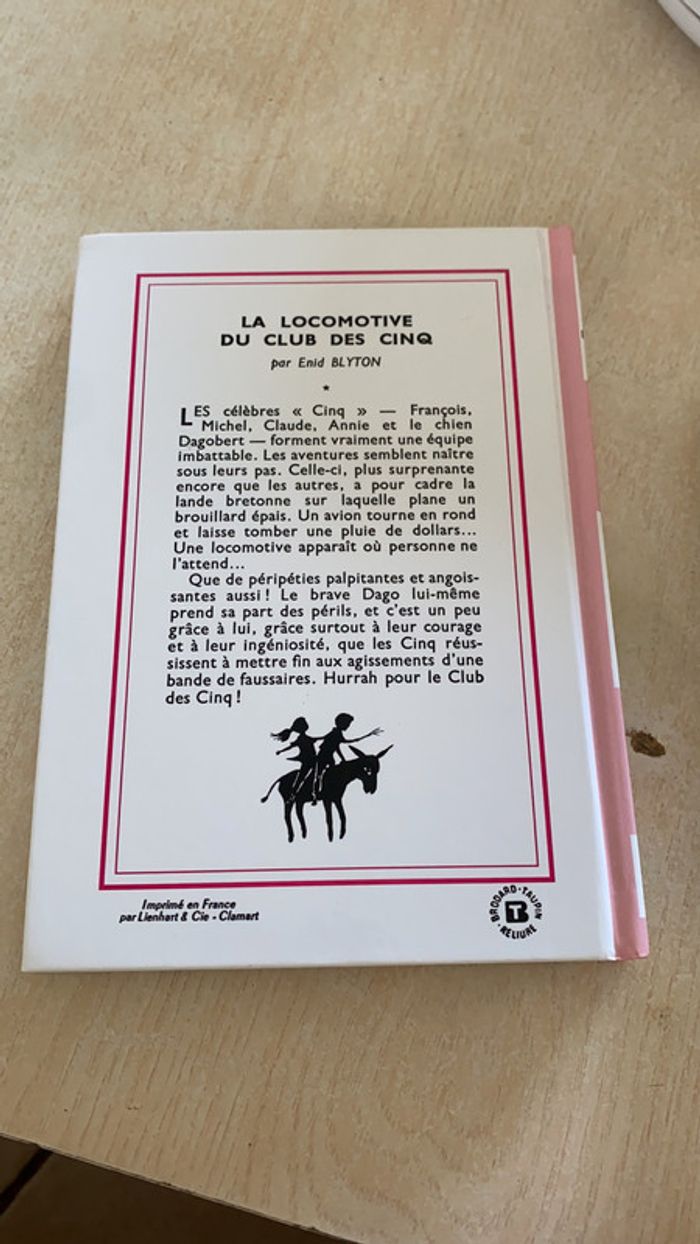 LA LOCOMOTIVE
DU CLUB DES CINQ
par Enid BLYTON
LES célèbres « Cinq » — François,
Michel, Claude, Annie et le chien
Dagobert — forment vraiment une équipe
imbattable. Les aventures semblent naître
sous leurs pas. Celle-ci, plus surprenante
encore que les autres, a pour cadre la
lande bretonne sur laquelle plane un
brouillard épais. Un avion tourne en rond
et laisse tomber une pluie de dollars...
Une locomotive apparaît où personne ne
l'attend...
Que de péripéties palpitantes et angois-
santes aussi! Le brave Dago lui-même
prend sa part des périls, et c'est un peu
grâce à lui, grâce surtout à leur courage
et à leur ingéniosité, que les Cinq réus-
sissent à mettre fin aux agissements d'une
bande de faussaires. Hurrah pour le Club
des Cinq!
Imprimé en France
par Lienhart & Cie - Clamart
BRODARD-TAUPIN
BT
RELIURE